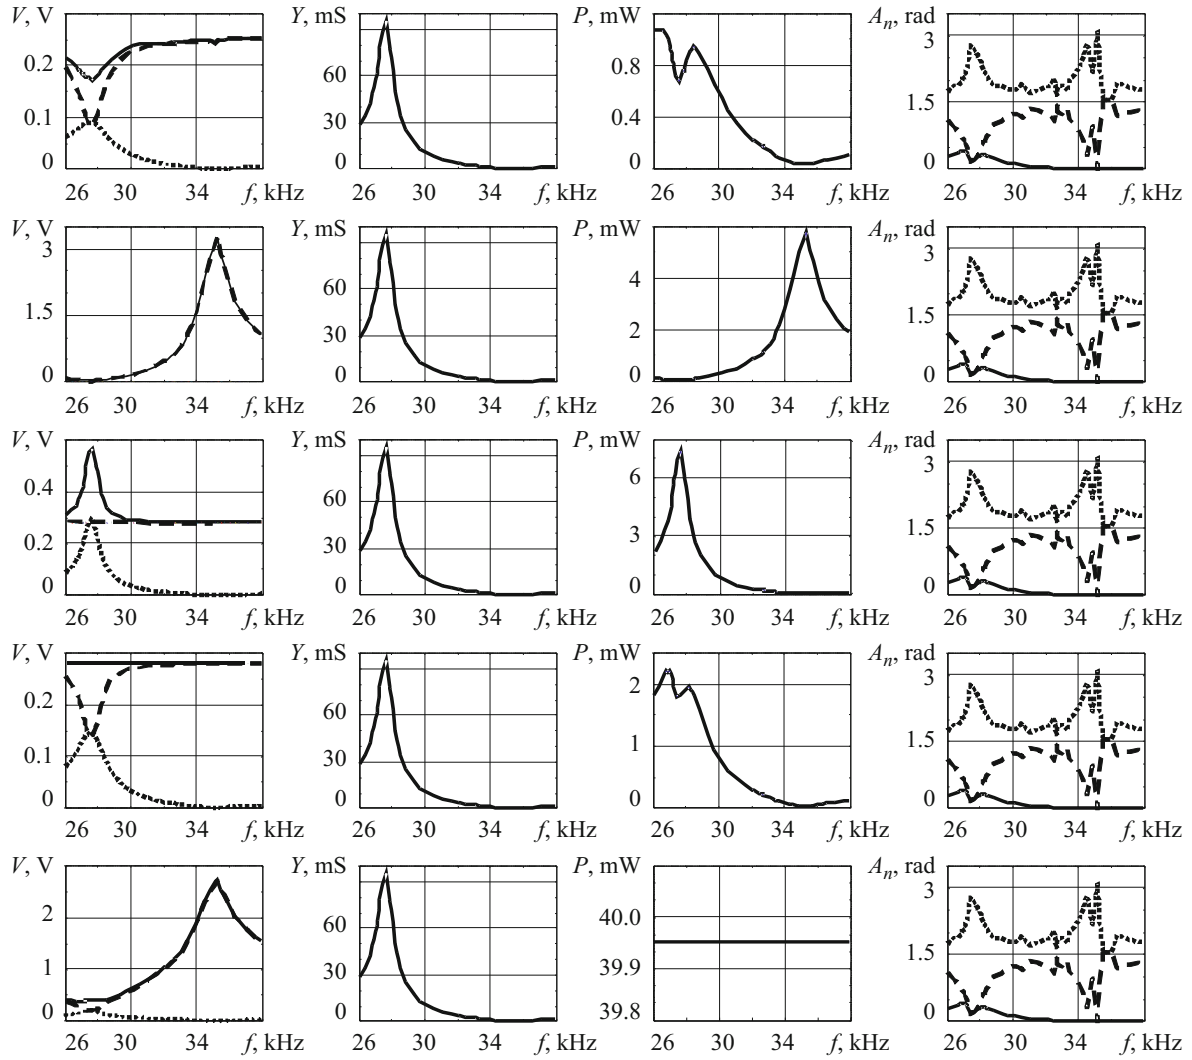 V, V Y, mS P, mW Aₙ, rad
0.2 60 0.8 3
0.1 30 0.4 1.5
0 0 0 0
26 30 34 f, kHz 26 30 34 f, kHz 26 30 34 f, kHz 26 30 34 f, kHz
V, V Y, mS P, mW Aₙ, rad
3 60 4 3
1.5 30 2 1.5
0 0 0 0
26 30 34 f, kHz 26 30 34 f, kHz 26 30 34 f, kHz 26 30 34 f, kHz
V, V Y, mS P, mW Aₙ, rad
0.4 60 6 3
0.2 30 3 1.5
0 0 0 0
26 30 34 f, kHz 26 30 34 f, kHz 26 30 34 f, kHz 26 30 34 f, kHz
V, V Y, mS P, mW Aₙ, rad
0.2 60 2 3
0.1 30 1 1.5
0 0 0 0
26 30 34 f, kHz 26 30 34 f, kHz 26 30 34 f, kHz 26 30 34 f, kHz
V, V Y, mS P, mW Aₙ, rad
2 60 40.0 3
1 30 39.9 1.5
0 0 39.8 0
26 30 34 f, kHz 26 30 34 f, kHz 26 30 34 f, kHz 26 30 34 f, kHz